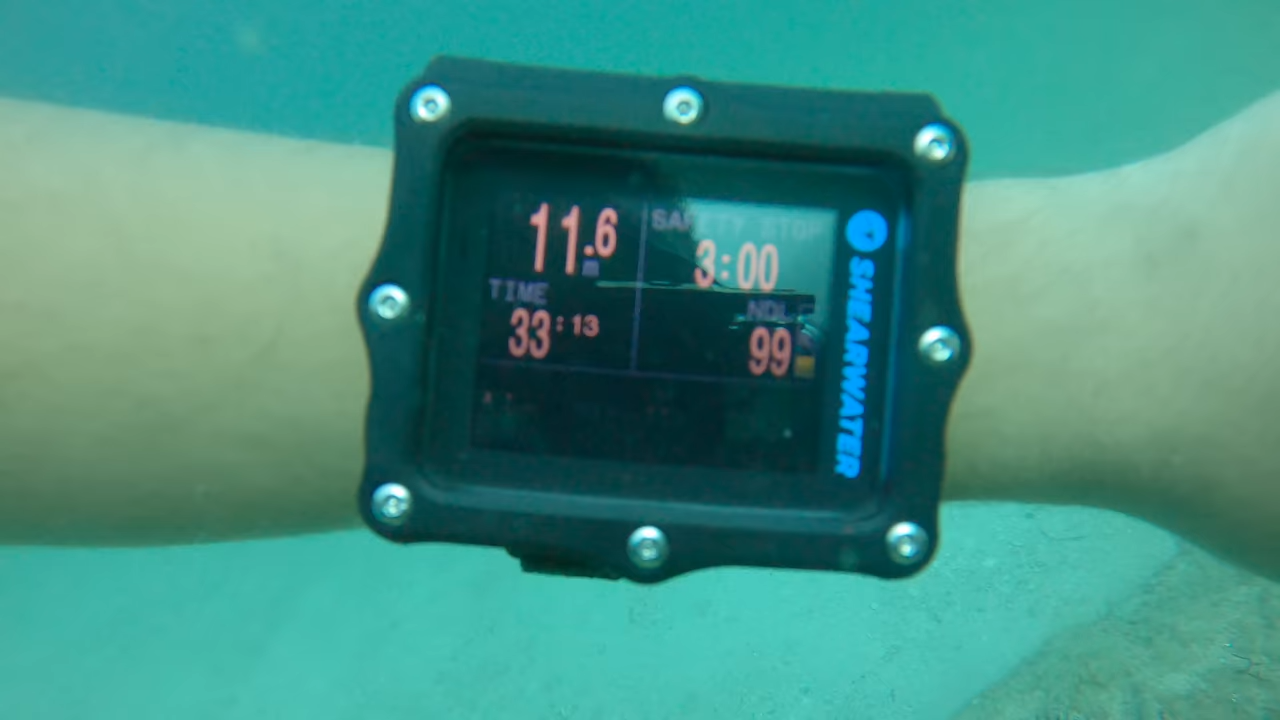 11.6
m
SAFETY STOP
3:00
TIME
33:13
NDL
99
SHEARWATER